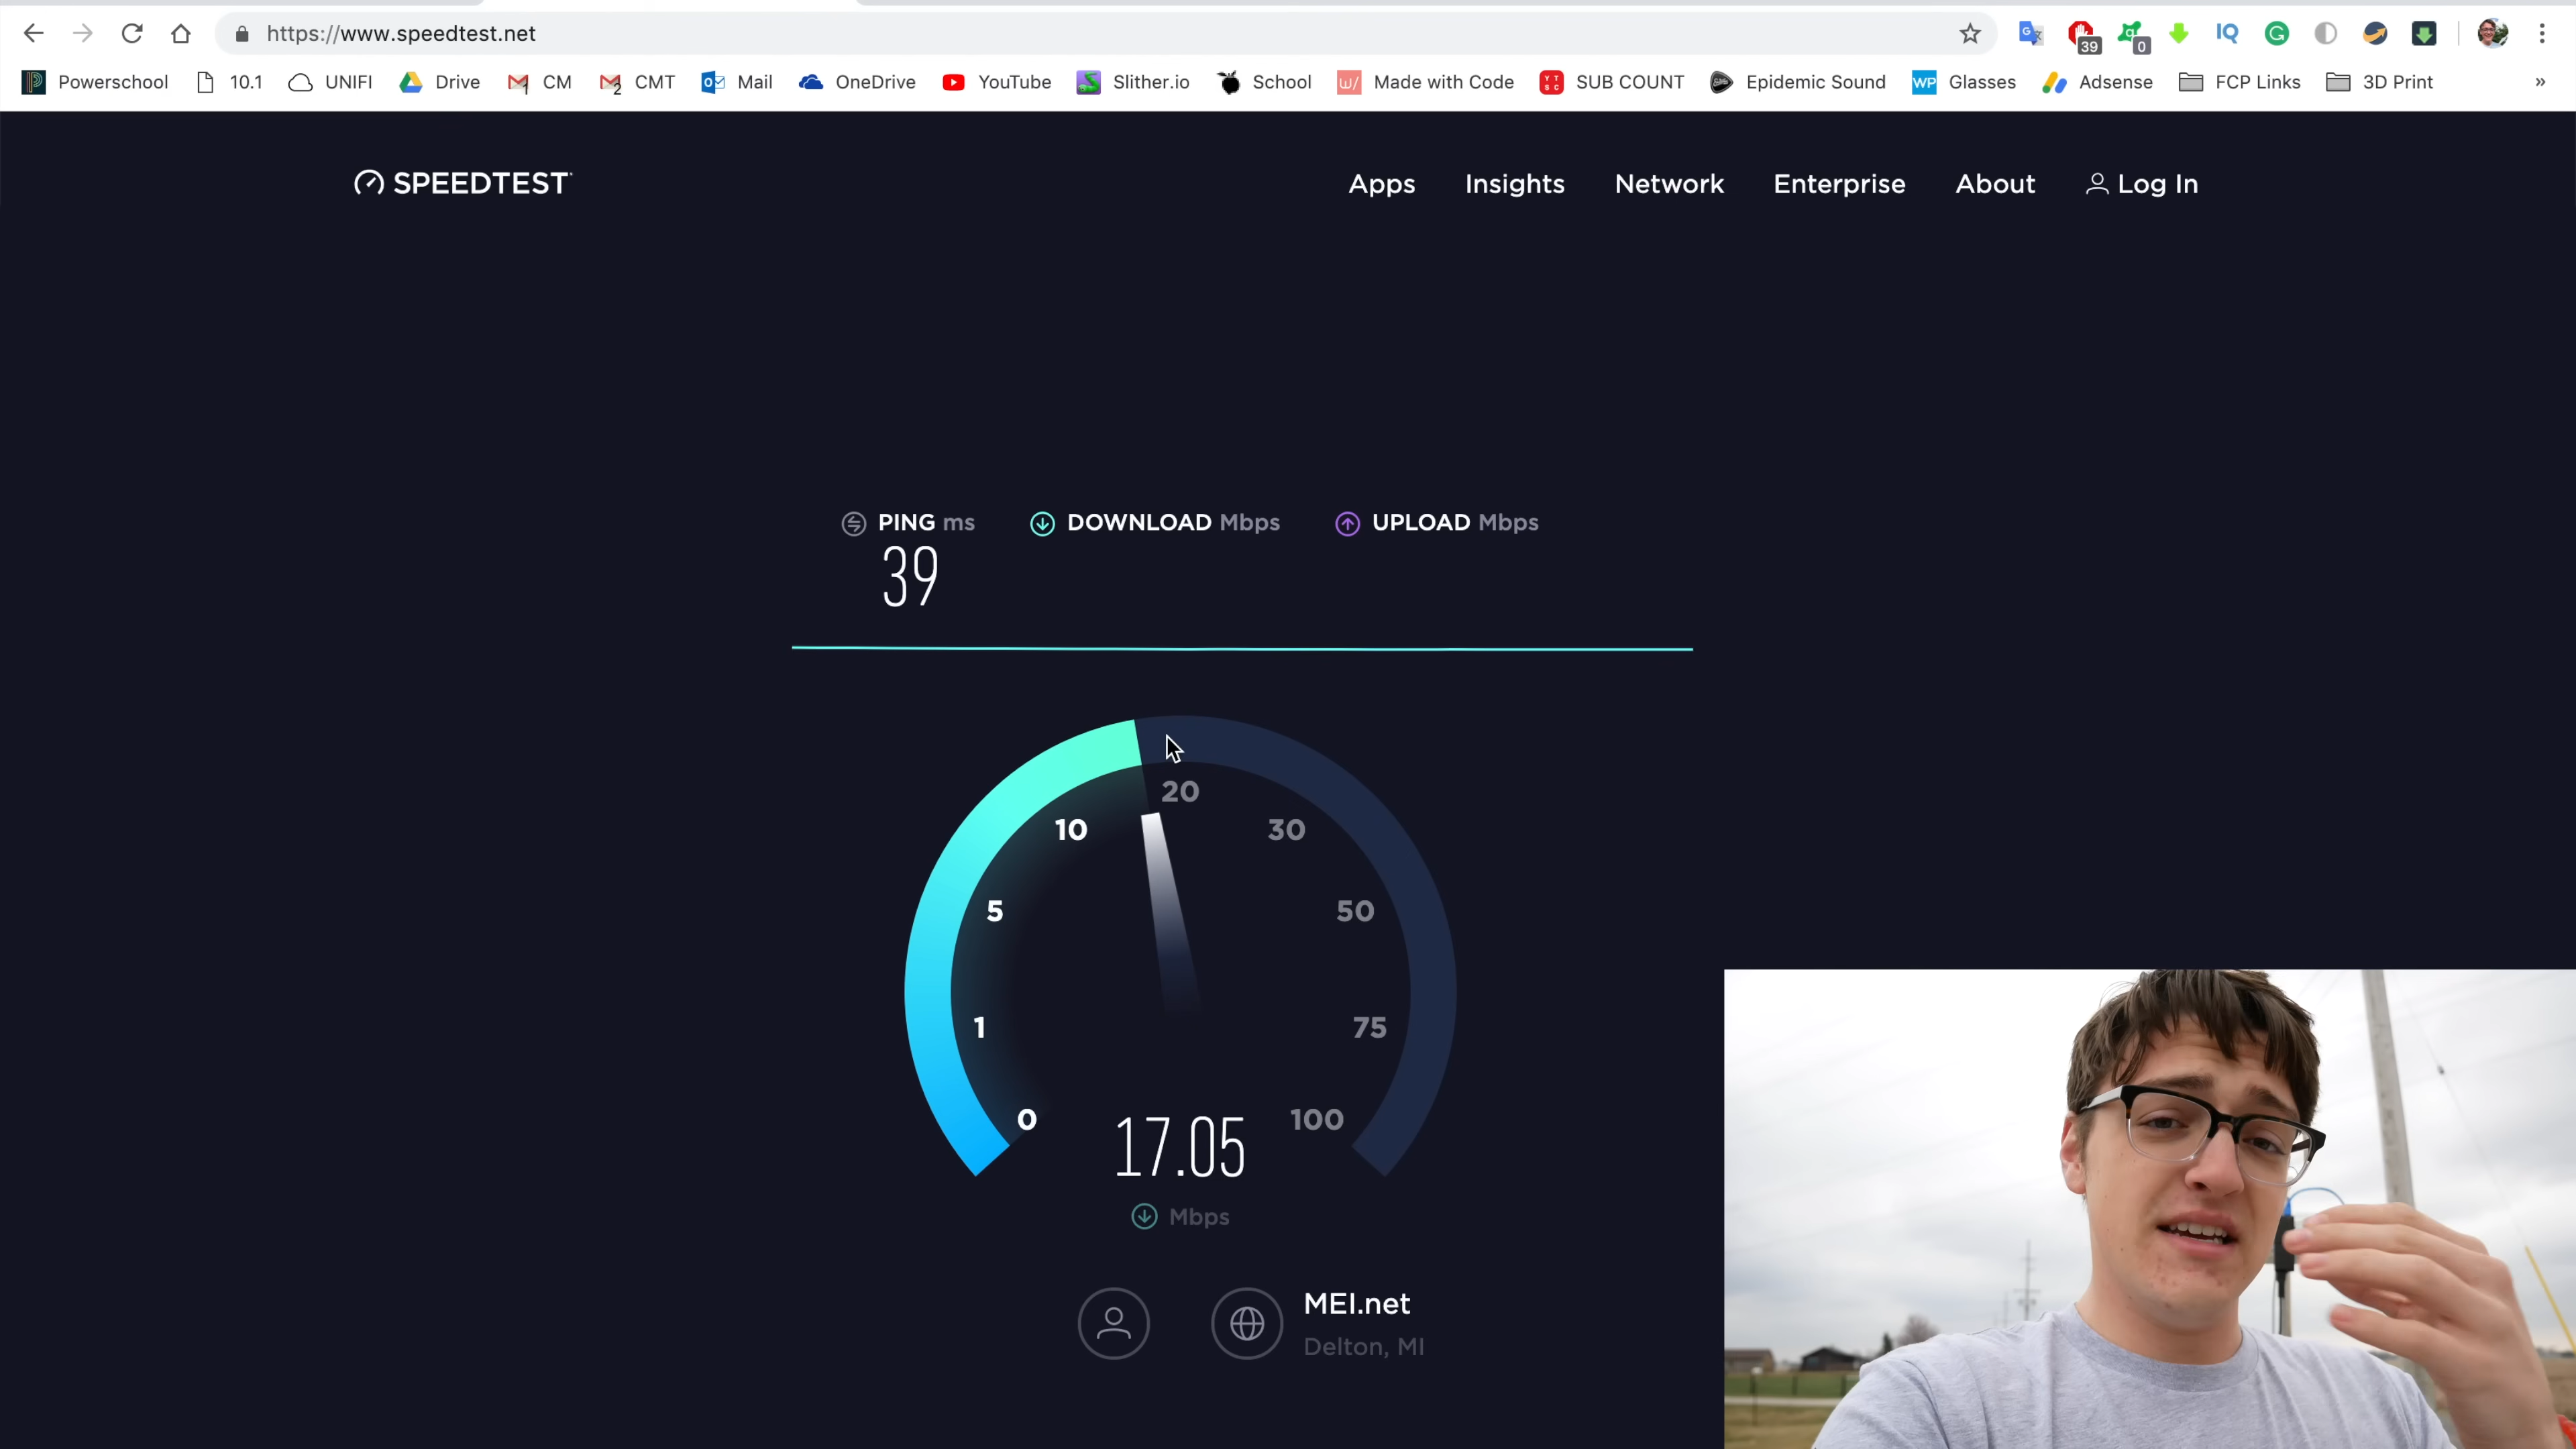 https://www.speedtest.net
39
0
IQ
Powerschool 10.1 UNIFI Drive CM CMT Mail OneDrive YouTube Slither.io School Made with Code SUB COUNT Epidemic Sound Glasses Adsense FCP Links 3D Print »
SPEEDTEST
Apps Insights Network Enterprise About Log In
PING ms DOWNLOAD Mbps UPLOAD Mbps
39
20
10 30
5 50
1 75
0 100
17.05
Mbps
MEI.net
Delton, MI